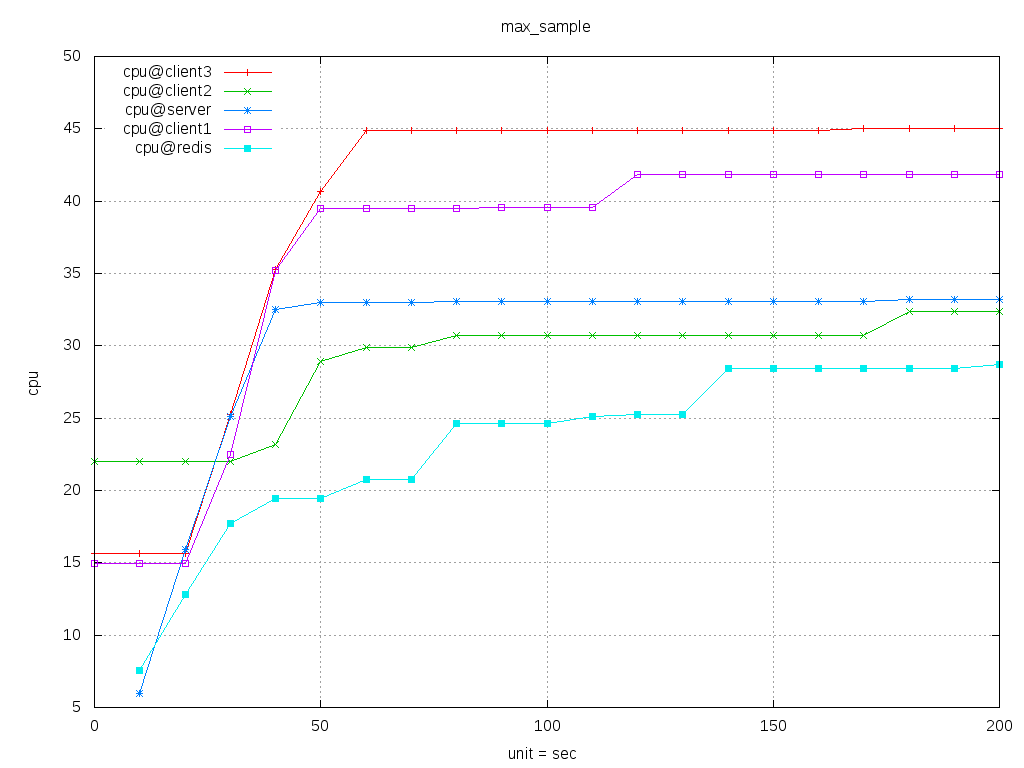 max_sample
50
45
40
35
30
25
20
15
10
5
cpu
cpu@client3
cpu@client2
cpu@server
cpu@client1
cpu@redis
0 50 100 150 200
unit = sec